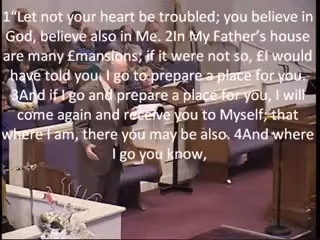 1“Let not your heart be troubled; you believe in
God, believe also in Me. 2In My Father’s house
are many £mansions; if it were not so, £I would
have told you. I go to prepare a place for you.
3And if I go and prepare a place for you, I will
come again and receive you to Myself; that
where I am, there you may be also. 4And where
I go you know,